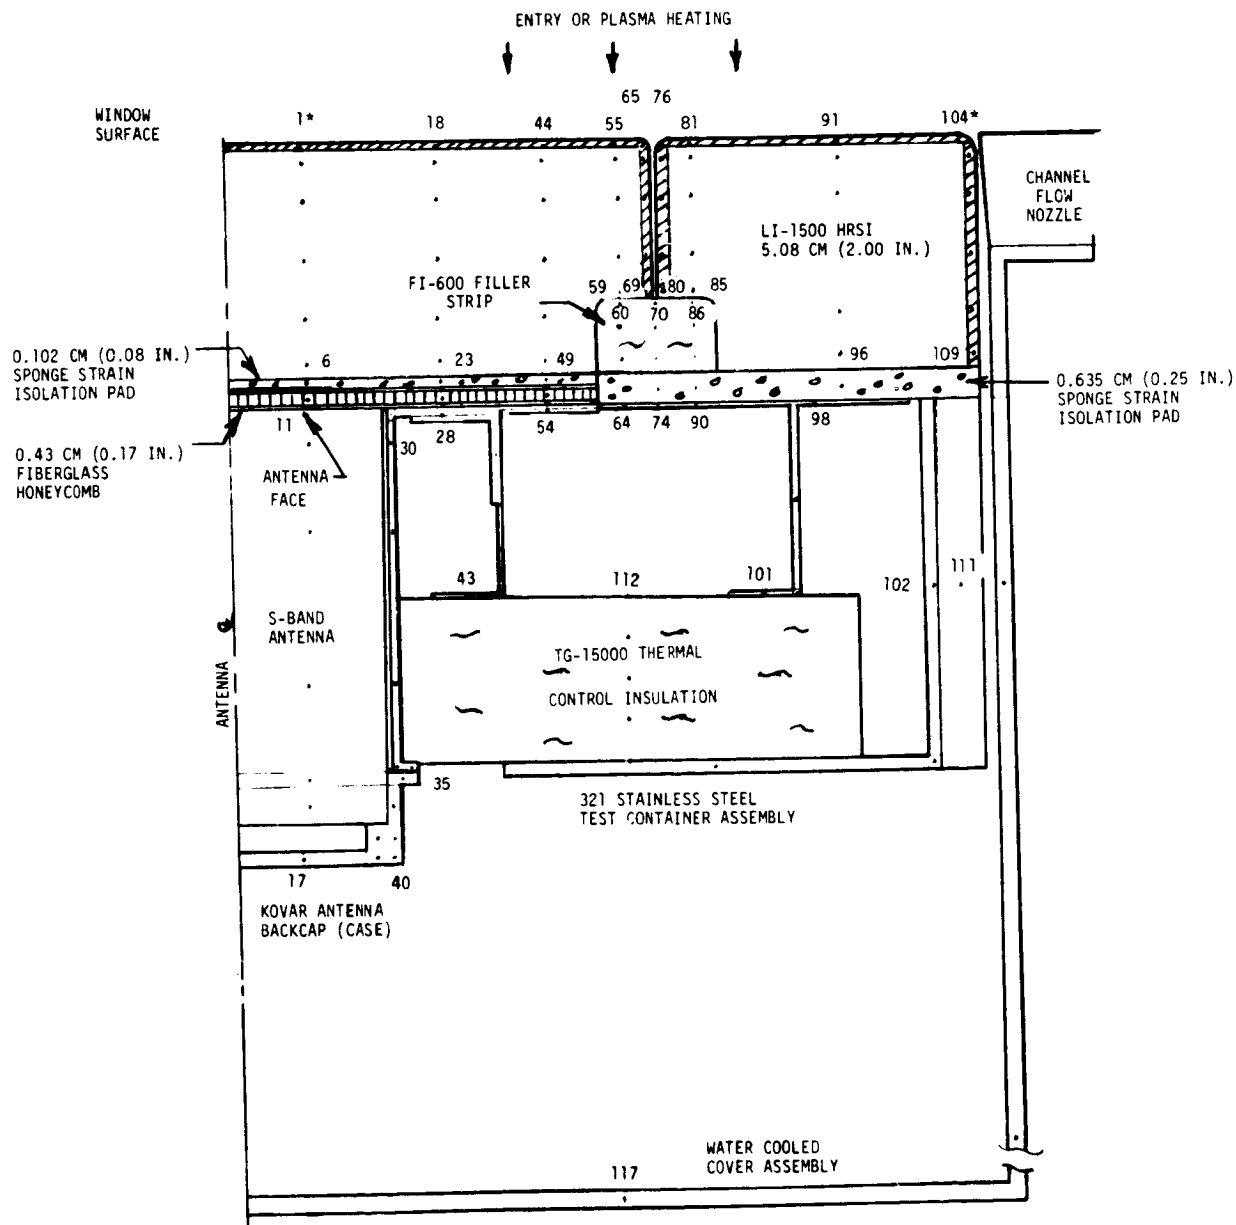 ENTRY OR PLASMA HEATING
65 76
WINDOW
SURFACE
1* 18 44 55 81 91 104*
CHANNEL
FLOW
NOZZLE
LI-1500 HRSI
5.08 CM (2.00 IN.)
FI-600 FILLER
STRIP
59 69 80 85
60 70 86
0.102 CM (0.08 IN.)
SPONGE STRAIN
ISOLATION PAD
6 23 49 96 109
0.635 CM (0.25 IN.)
SPONGE STRAIN
ISOLATION PAD
11 28 54 64 74 90 98
30
0.43 CM (0.17 IN.)
FIBERGLASS
HONEYCOMB
ANTENNA
FACE
43 112 101 102 111
S-BAND
ANTENNA
ANTENNA
TG-15000 THERMAL
CONTROL INSULATION
35
321 STAINLESS STEEL
TEST CONTAINER ASSEMBLY
17 40
KOVAR ANTENNA
BACKCAP (CASE)
WATER COOLED
COVER ASSEMBLY
117